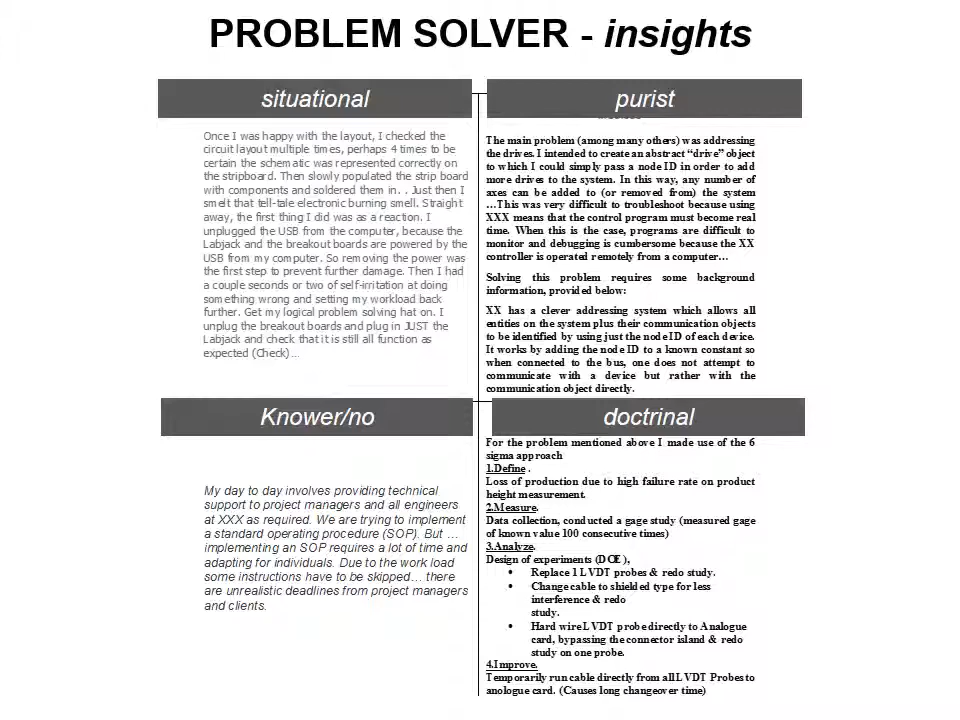 PROBLEM SOLVER - insights
situational
Once I was happy with the layout, I checked the
circuit layout multiple times, perhaps 4 times to be
certain the schematic was represented correctly on
the stripboard. Then slowly populated the strip board
with components and soldered them in. . Just then I
smelt that tell-tale electronic burning smell. Straight
away, the first thing I did was as a reaction. I
unplugged the USB from the computer, because the
Labjack and the breakout boards are powered by the
USB from my computer. So removing the power was
the first step to prevent further damage. Then I had
a couple seconds or two of self-irritation at doing
something wrong and setting my workload back
further. Get my logical problem solving hat on. I
unplug the breakout boards and plug in JUST the
Labjack and check that it is still all function as
expected (Check)...
purist
The main problem (among many others) was addressing
the drives. I intended to create an abstract “drive” object
to which I could simply pass a node ID in order to add
more drives to the system. In this way, any number of
axes can be added to (or removed from) the system
…This was very difficult to troubleshoot because using
XXX means that the control program must become real
time. When this is the case, programs are difficult to
monitor and debugging is cumbersome because the XX
controller is operated remotely from a computer…
Solving this problem requires some background
information, provided below:
XX has a clever addressing system which allows all
entities on the system plus their communication objects
to be identified by using just the node ID of each device.
It works by adding the node ID to a known constant so
when connected to the bus, one does not attempt to
communicate with a device but rather with the
communication object directly.
Knower/no
My day to day involves providing technical
support to project managers and all engineers
at XXX as required. We are trying to implement
a standard operating procedure (SOP). But …
implementing an SOP requires a lot of time and
adapting for individuals. Due to the work load
some instructions have to be skipped… there
are unrealistic deadlines from project managers
and clients.
doctrinal
For the problem mentioned above I made use of the 6
sigma approach
1.Define .
Loss of production due to high failure rate on product
height measurement.
2.Measure.
Data collection, conducted a gage study (measured gage
of known value 100 consecutive times)
3.Analyze.
Design of experiments (DOE),
• Replace 1 LVDT probes & redo study.
• Change cable to shielded type for less
interference & redo
study.
• Hard wire LVDT probe directly to Analogue
card, bypassing the connector island & redo
study on one probe.
4.Improve.
Temporarily run cable directly from all LVDT Probes to
anologue card. (Causes long changeover time)